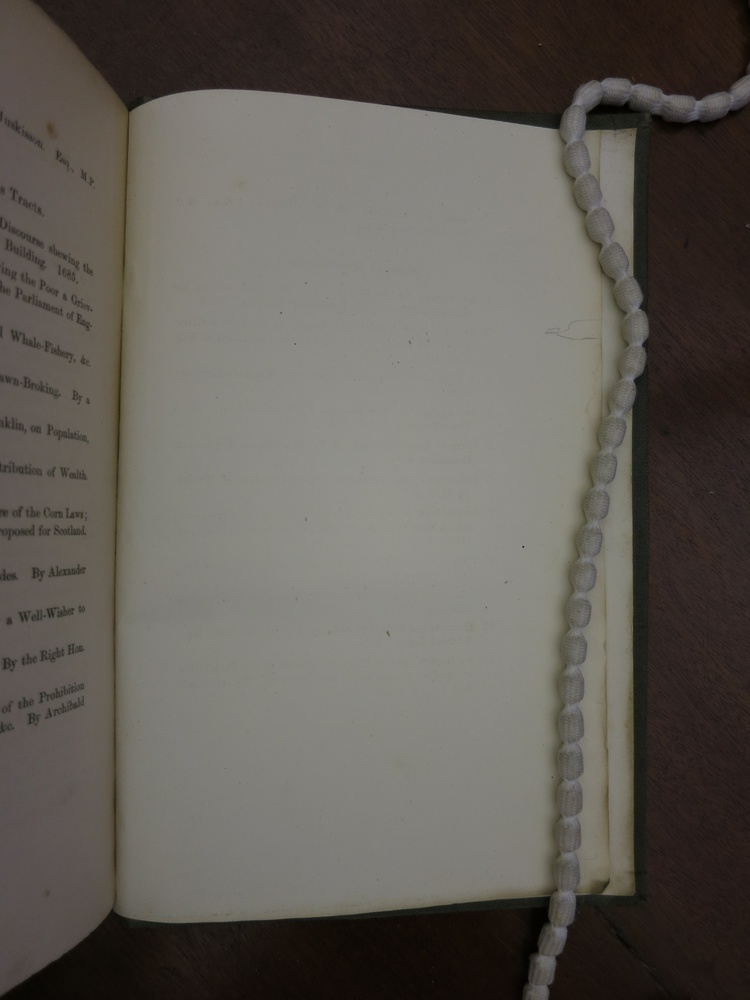 Huskisson. Esq., M.P.
Tracts.
Discourse shewing the
Building. 1685.
ing the Poor a Griev-
he Parliament of Eng-
Whale-Fishery, &c.
awn-Broking. By a
nklin, on Population,
tribution of Wealth.
re of the Corn Laws;
roposed for Scotland.
des. By Alexander
a Well-Wisher to
By the Right Hon.
of the Prohibition
&c. By Archibald